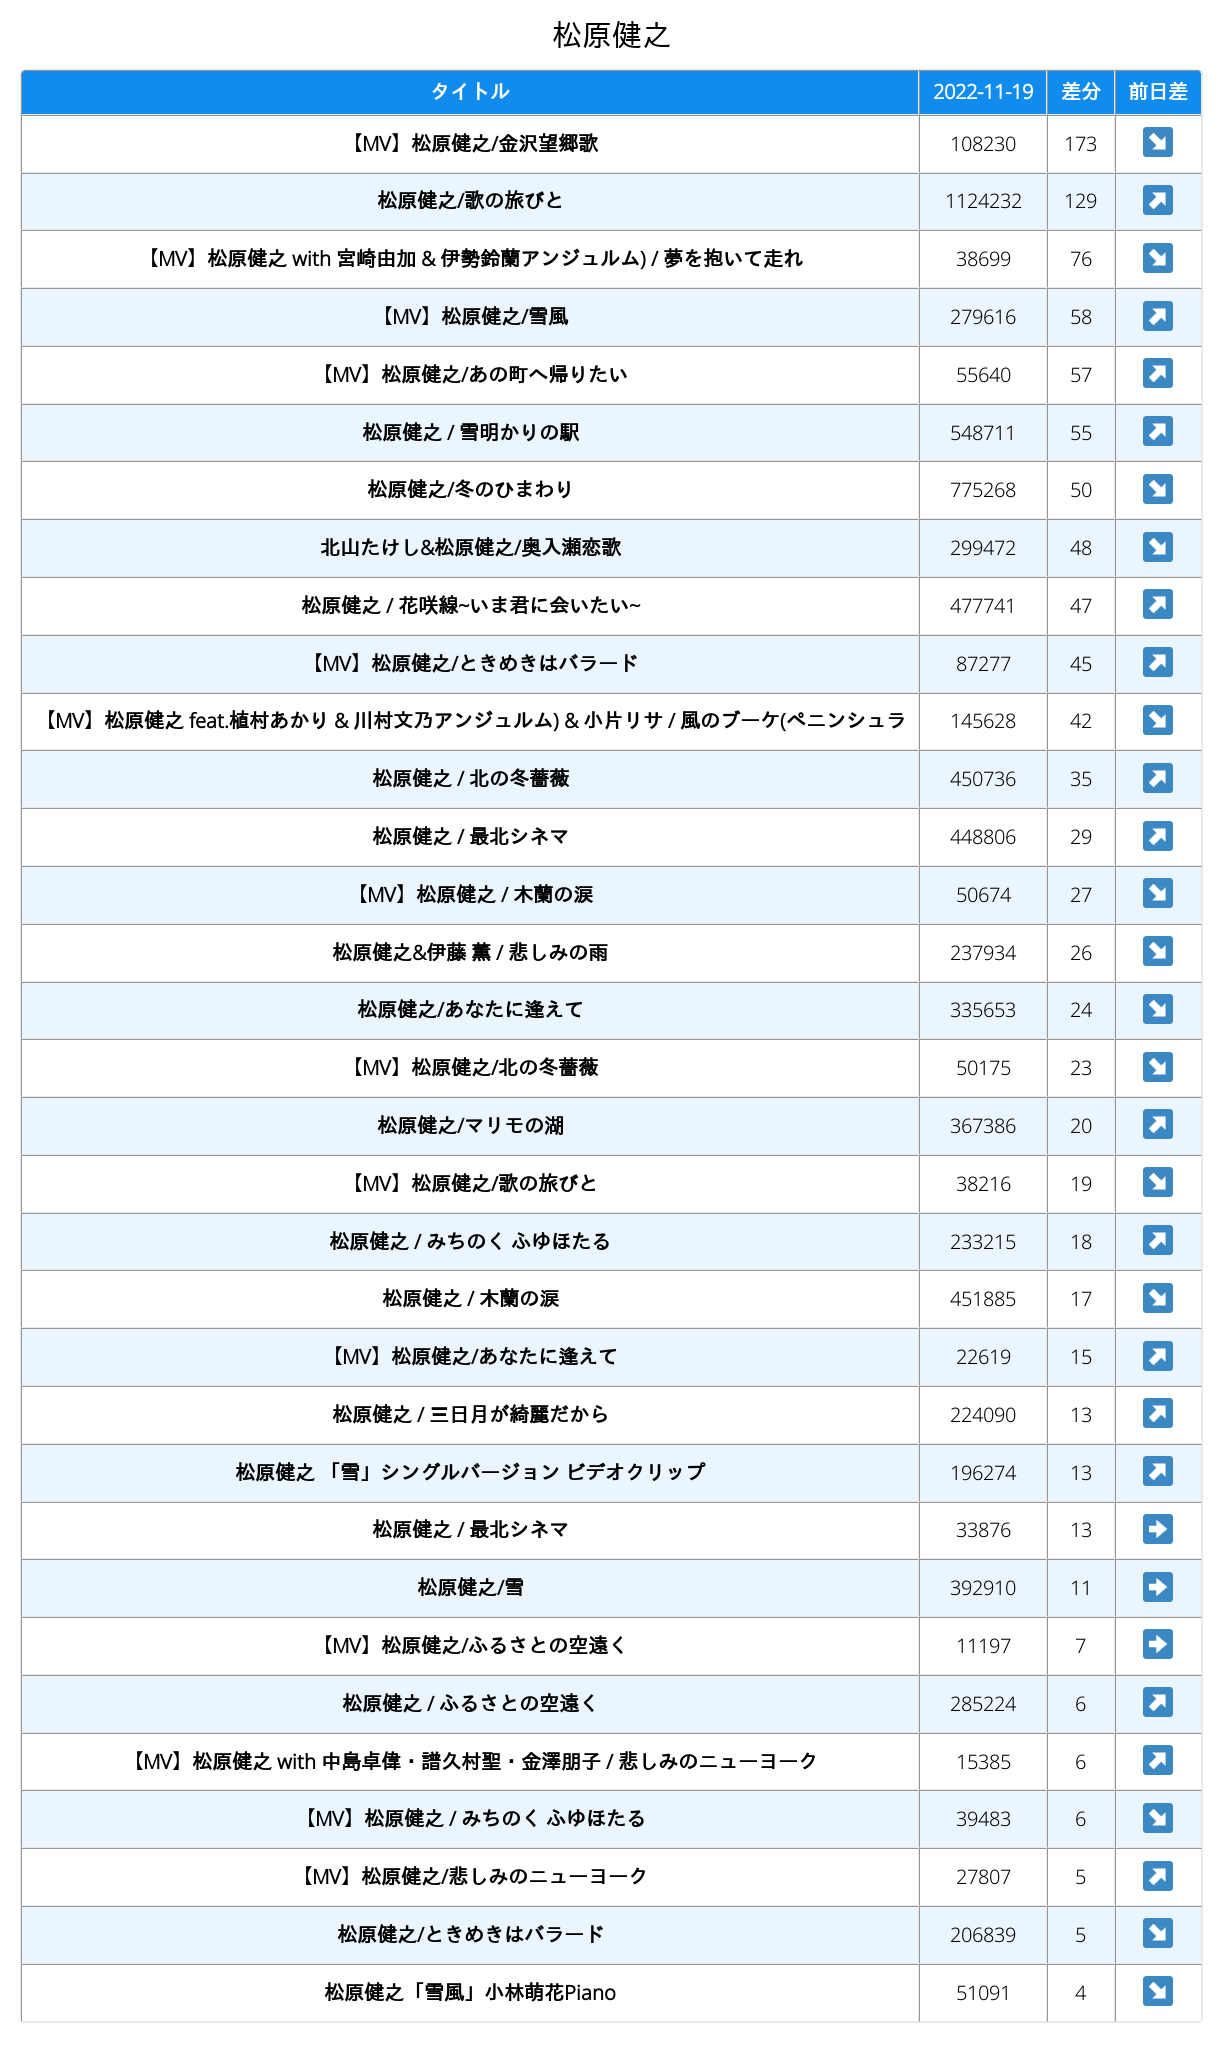 松原健之
タイトル 2022-11-19 差分 前日差
【MV】松原健之/金沢望郷歌 108230 173 ↘
松原健之/歌の旅びと 1124232 129 ↗
【MV】松原健之 with 宮崎由加 & 伊勢鈴蘭アンジュルム) / 夢を抱いて走れ 38699 76 ↘
【MV】松原健之/雪風 279616 58 ↗
【MV】松原健之/あの町へ帰りたい 55640 57 ↗
松原健之 / 雪明かりの駅 548711 55 ↗
松原健之/冬のひまわり 775268 50 ↘
北山たけし&松原健之/奥入瀬恋歌 299472 48 ↘
松原健之 / 花咲線~いま君に会いたい~ 477741 47 ↗
【MV】松原健之/ときめきはバラード 87277 45 ↗
【MV】松原健之 feat.植村あかり & 川村文乃アンジュルム) & 小片リサ / 風のブーケ(ペニンシュラ 145628 42 ↘
松原健之 / 北の冬薔薇 450736 35 ↗
松原健之 / 最北シネマ 448806 29 ↗
【MV】松原健之 / 木蘭の涙 50674 27 ↘
松原健之&伊藤 薫 / 悲しみの雨 237934 26 ↘
松原健之/あなたに逢えて 335653 24 ↘
【MV】松原健之/北の冬薔薇 50175 23 ↘
松原健之/マリモの湖 367386 20 ↗
【MV】松原健之/歌の旅びと 38216 19 ↘
松原健之 / みちのく ふゆほたる 233215 18 ↗
松原健之 / 木蘭の涙 451885 17 ↘
【MV】松原健之/あなたに逢えて 22619 15 ↗
松原健之 / 三日月が綺麗だから 224090 13 ↗
松原健之 「雪」シングルバージョン ビデオクリップ 196274 13 ↗
松原健之 / 最北シネマ 33876 13 ➡
松原健之/雪 392910 11 ➡
【MV】松原健之/ふるさとの空遠く 11197 7 ➡
松原健之 / ふるさとの空遠く 285224 6 ↗
【MV】松原健之 with 中島卓偉・譜久村聖・金澤朋子 / 悲しみのニューヨーク 15385 6 ↗
【MV】松原健之 / みちのく ふゆほたる 39483 6 ↘
【MV】松原健之/悲しみのニューヨーク 27807 5 ↗
松原健之/ときめきはバラード 206839 5 ↘
松原健之「雪風」小林萌花Piano 51091 4 ↘